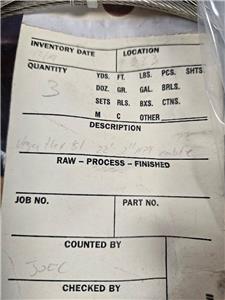 INVENTORY DATE LOCATION
QUANTITY YDS. FT. LBS. PCS. SHTS.
3 DOZ. GR. GAL. BRLS.
SETS RLS. BXS. CTNS.
M C OTHER
DESCRIPTION
RAW - PROCESS - FINISHED
JOB NO. PART NO.
COUNTED BY
JOEL
CHECKED BY